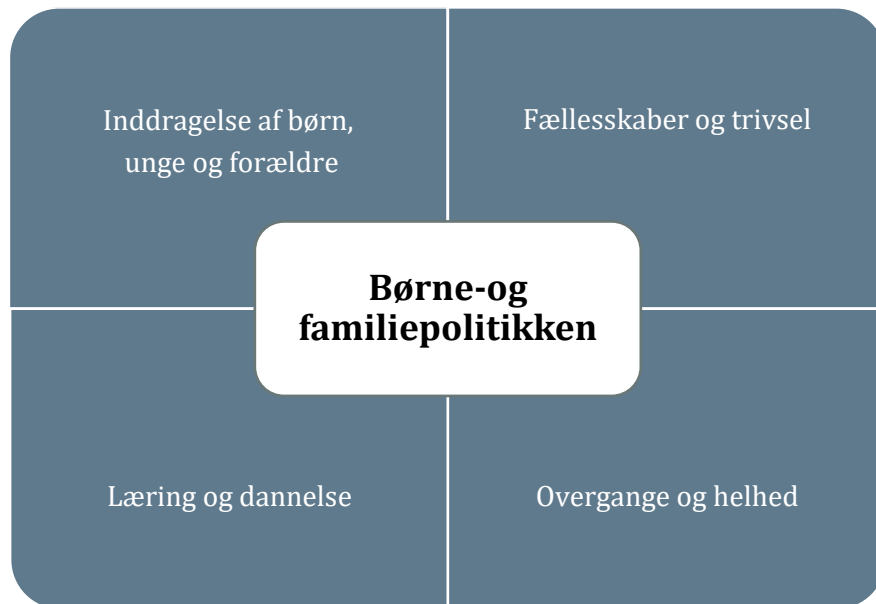 Inddragelse af børn,
unge og forældre
Fællesskaber og trivsel
Børne-og
familiepolitikken
Læring og dannelse
Overgange og helhed